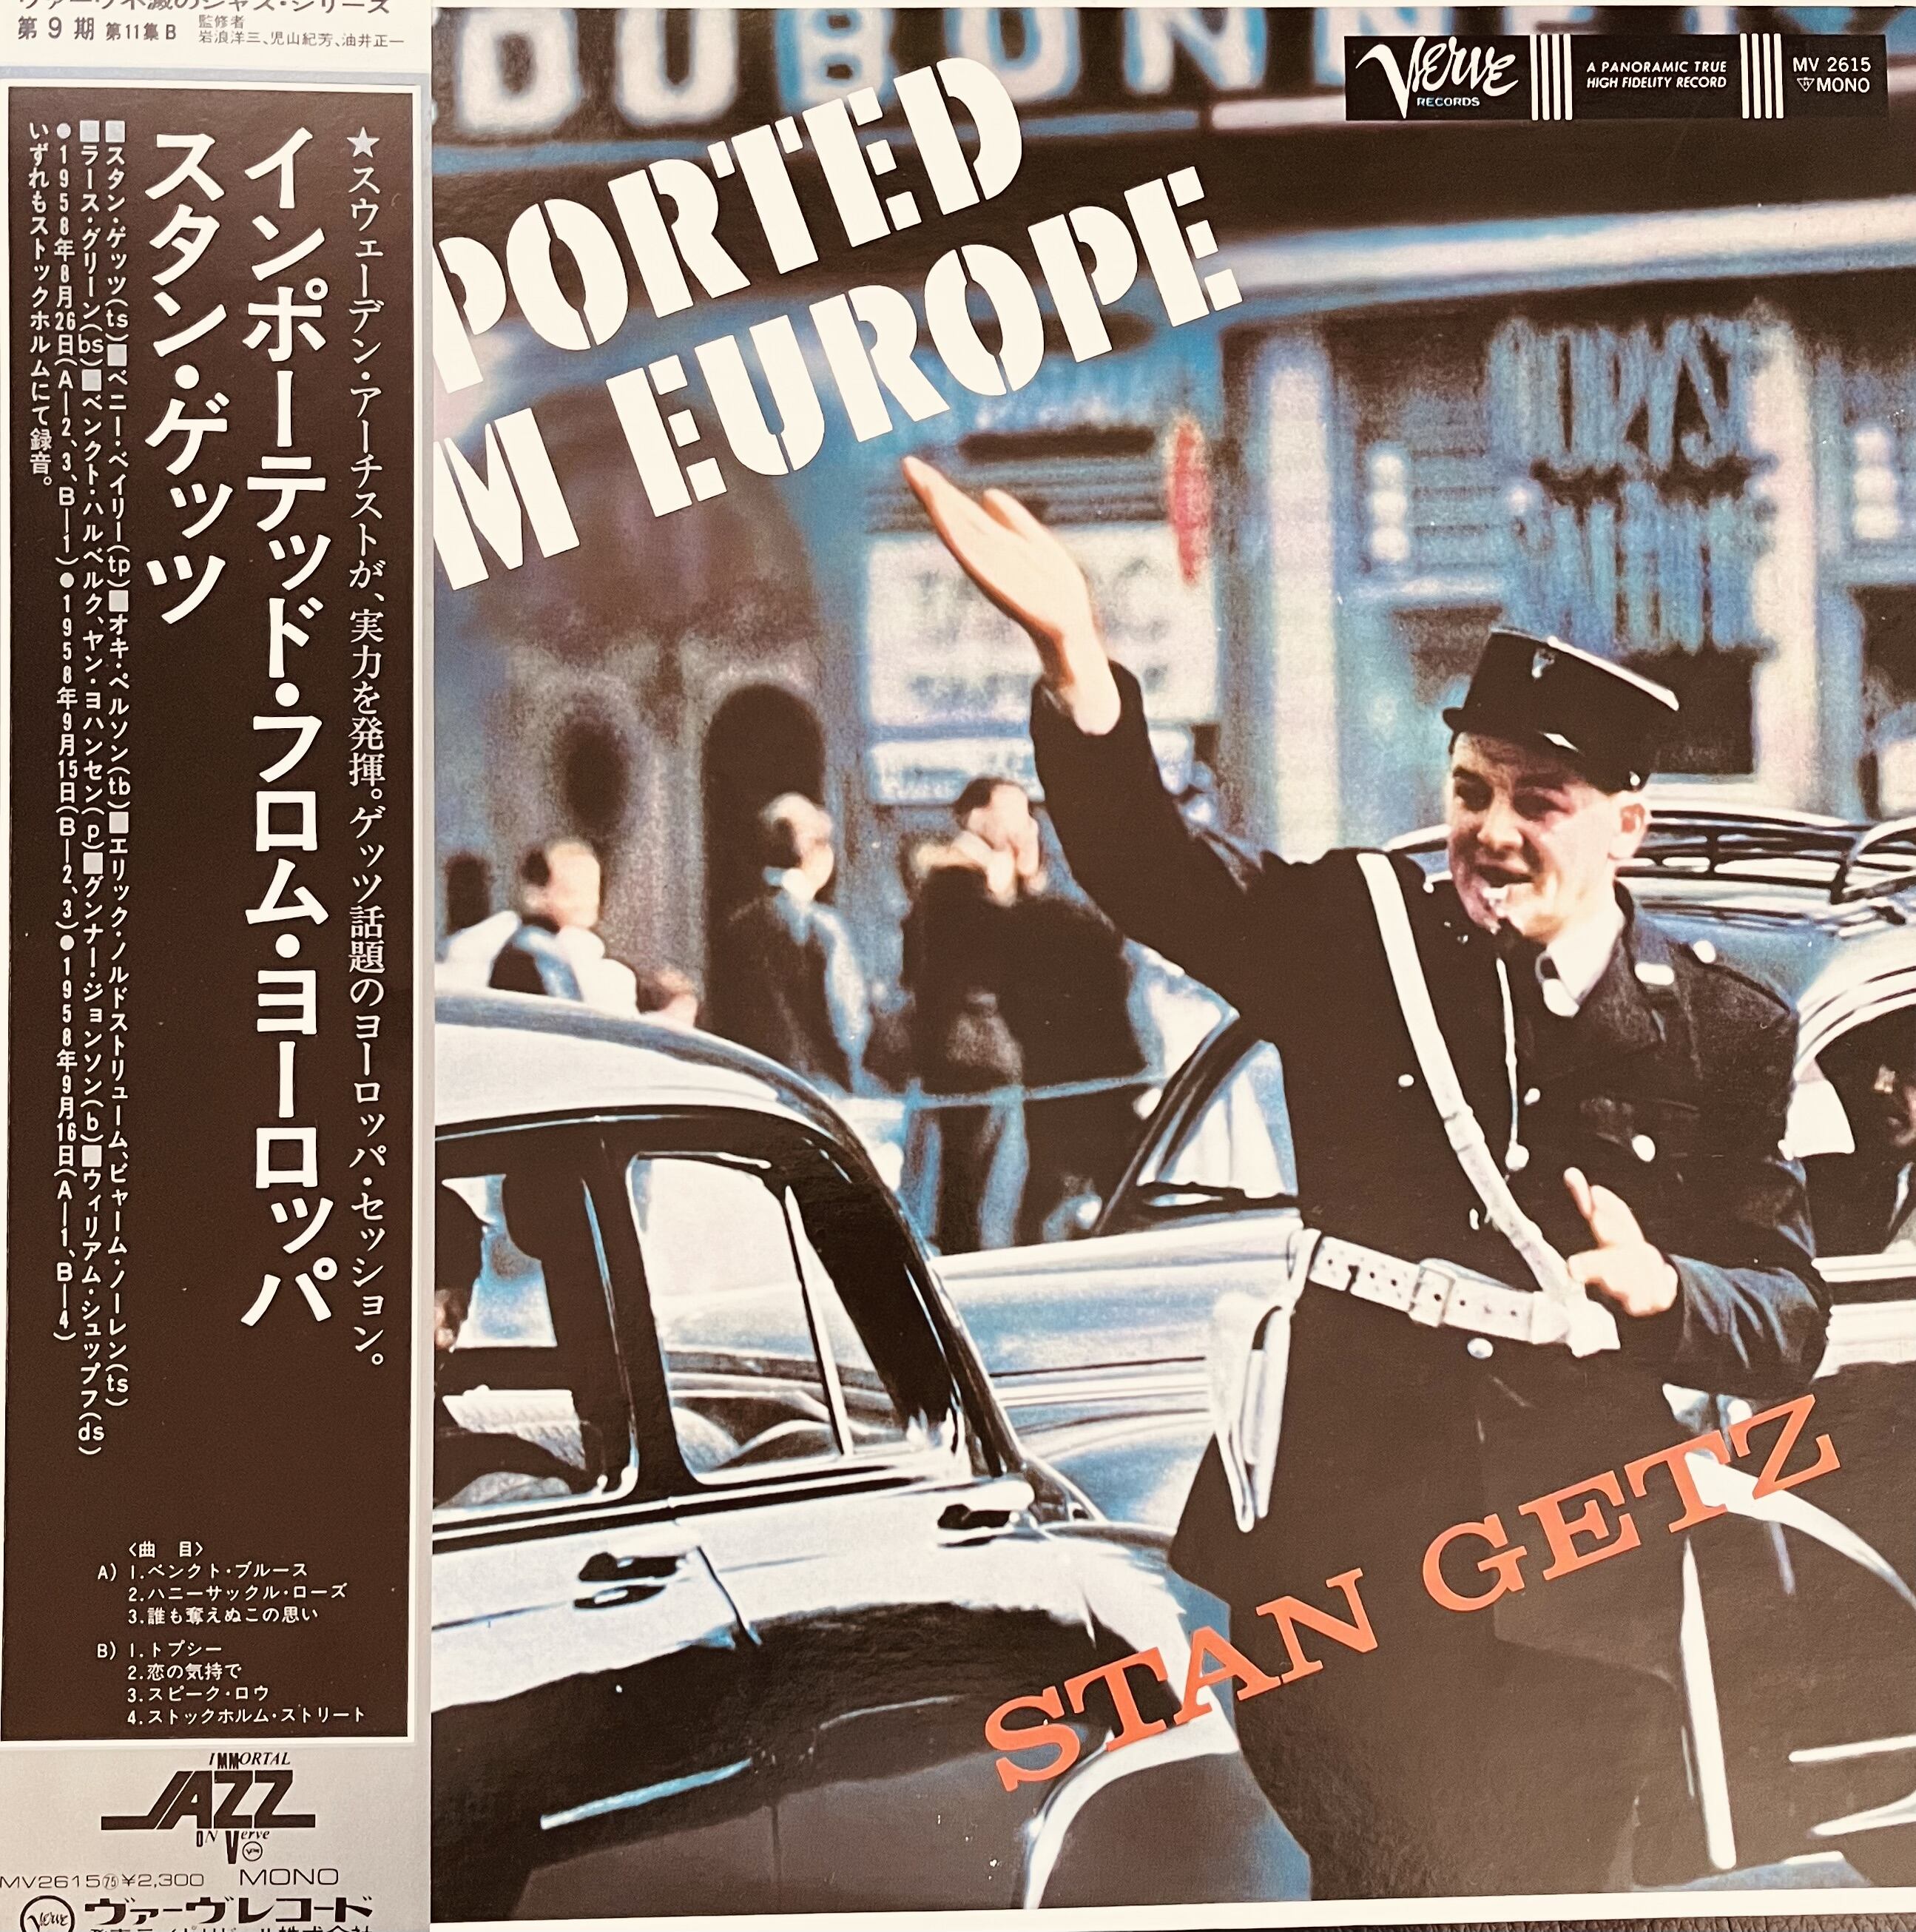 第9期 第11集B
監修者
岩浪洋三、児山紀芳、油井正一
★スウェーデン・アーチストが、実力を発揮。ゲッツ話題のヨーロッパ・セッション。
インポーテッド・フロム・ヨーロッパ
スタン・ゲッツ
■スタン・ゲッツ(ts)■ベニー・ベイリー(tp)■オキ・ペルソン(tb)■エリック・ノルドストリューム、ビャーム・ノーレン(ts)
■ラース・グリーン(bs)■ベンクト・ハルベルク、ヤン・ヨハンセン(p)■グンナー・ジョンソン(b)■ウィリアム・シュップフ(ds)
●1958年8月26日(A—2、3、B—1)●1958年9月15日(B—2、3)●1958年9月16日(A—1、B—4)
いずれもストックホルムにて録音。
〈曲 目〉
A) 1.ベンクト・ブルース
2.ハニーサックル・ローズ
3.誰も奪えぬこの思い
B) 1.トプシー
2.恋の気持で
3.スピーク・ロウ
4.ストックホルム・ストリート
IMMORTAL
JAZZ
ON Verve
MV2615 ㊆ ¥2,300 MONO
Verve
ヴァーヴレコード
DUBONNET
Verve
RECORDS
A PANORAMIC TRUE
HIGH FIDELITY RECORD
MV 2615
MONO
PORTED
M EUROPE
STAN GETZ